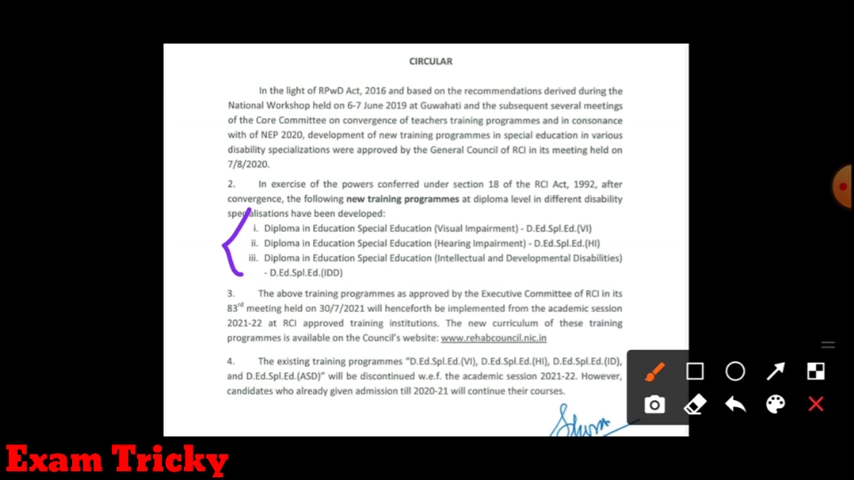 CIRCULAR
In the light of RPwD Act, 2016 and based on the recommendations derived during the
National Workshop held on 6-7 June 2019 at Guwahati and the subsequent several meetings
of the Core Committee on convergence of teachers training programmes and in consonance
with of NEP 2020, development of new training programmes in special education in various
disability specializations were approved by the General Council of RCI in its meeting held on
7/8/2020.
2. In exercise of the powers conferred under section 18 of the RCI Act, 1992, after
convergence, the following new training programmes at diploma level in different disability
specialisations have been developed:
i. Diploma in Education Special Education (Visual Impairment) - D.Ed.Spl.Ed.(VI)
ii. Diploma in Education Special Education (Hearing Impairment) - D.Ed.Spl.Ed.(HI)
iii. Diploma in Education Special Education (Intellectual and Developmental Disabilities)
- D.Ed.Spl.Ed.(IDD)
3. The above training programmes as approved by the Executive Committee of RCI in its
83rd meeting held on 30/7/2021 will henceforth be implemented from the academic session
2021-22 at RCI approved training institutions. The new curriculum of these training
programmes is available on the Council's website: www.rehabcouncil.nic.in
4. The existing training programmes "D.Ed.Spl.Ed.(VI), D.Ed.Spl.Ed.(HI), D.Ed.Spl.Ed.(ID),
and D.Ed.Spl.Ed.(ASD)" will be discontinued w.e.f. the academic session 2021-22. However,
candidates who already given admission till 2020-21 will continue their courses.
Exam Tricky